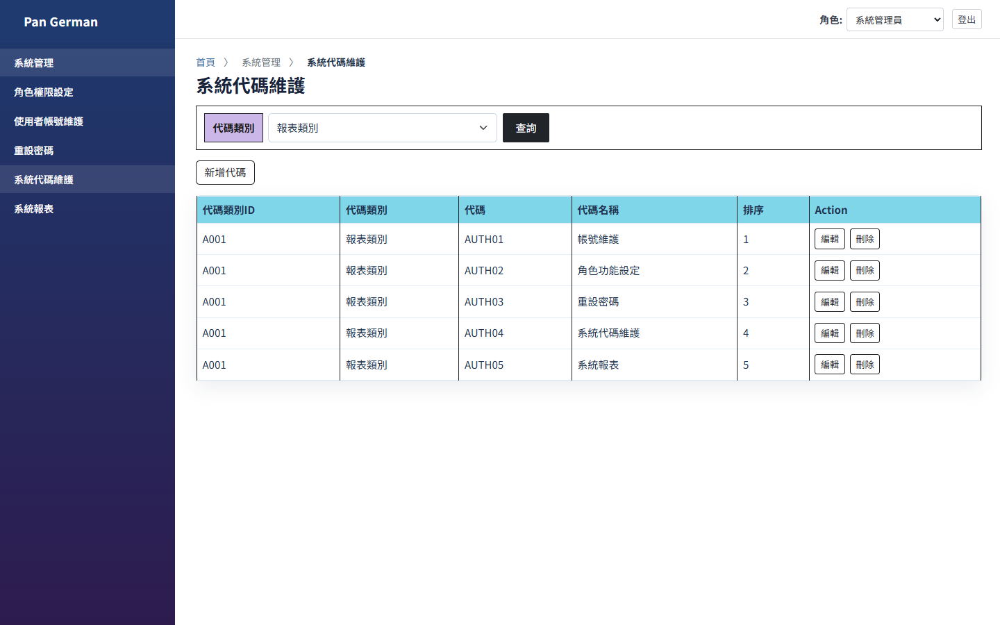 Pan German
角色: 系統管理員 登出
系統管理
角色權限設定
使用者帳號維護
重設密碼
系統代碼維護
系統報表
首頁 〉 系統管理 〉 系統代碼維護
系統代碼維護
代碼類別 報表類別 查詢
新增代碼
代碼類別ID 代碼類別 代碼 代碼名稱 排序 Action
A001 報表類別 AUTH01 帳號維護 1 編輯 刪除
A001 報表類別 AUTH02 角色功能設定 2 編輯 刪除
A001 報表類別 AUTH03 重設密碼 3 編輯 刪除
A001 報表類別 AUTH04 系統代碼維護 4 編輯 刪除
A001 報表類別 AUTH05 系統報表 5 編輯 刪除